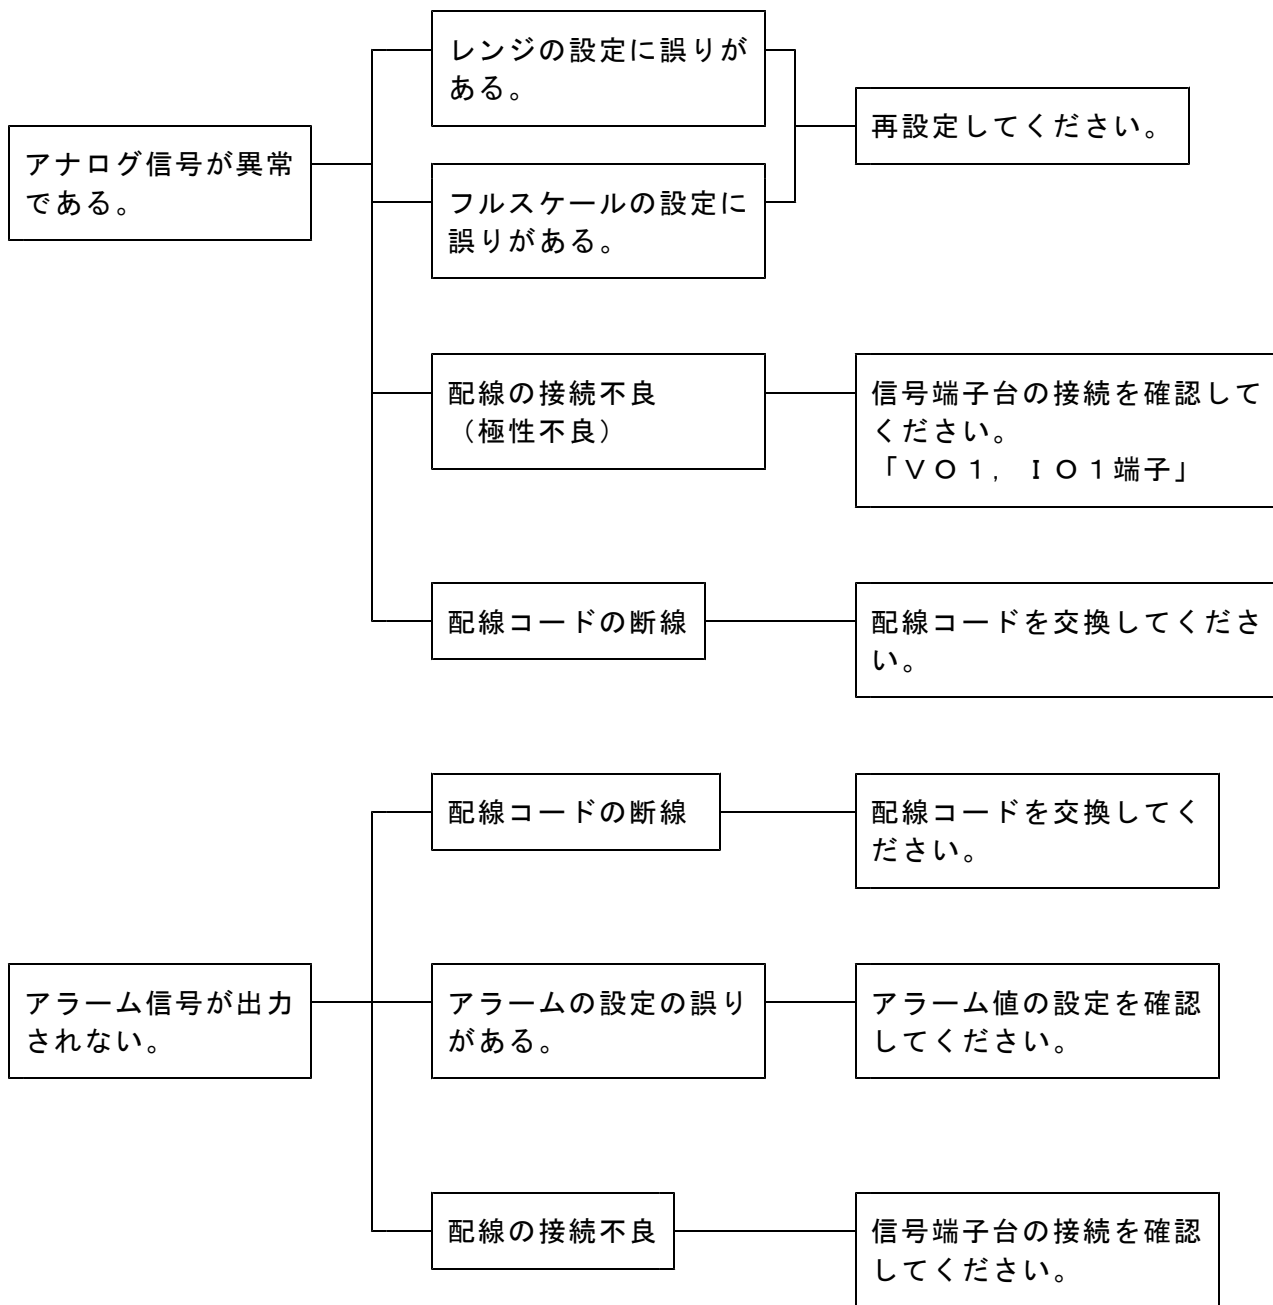 アナログ信号が異常
である。
レンジの設定に誤りが
ある。
フルスケールの設定に
誤りがある。
再設定してください。
配線の接続不良
（極性不良）
信号端子台の接続を確認して
ください。
「ＶＯ１，ＩＯ１端子」
配線コードの断線
配線コードを交換してくださ
い。
アラーム信号が出力
されない。
配線コードの断線
配線コードを交換してく
ださい。
アラームの設定の誤り
がある。
アラーム値の設定を確認
してください。
配線の接続不良
信号端子台の接続を確認
してください。